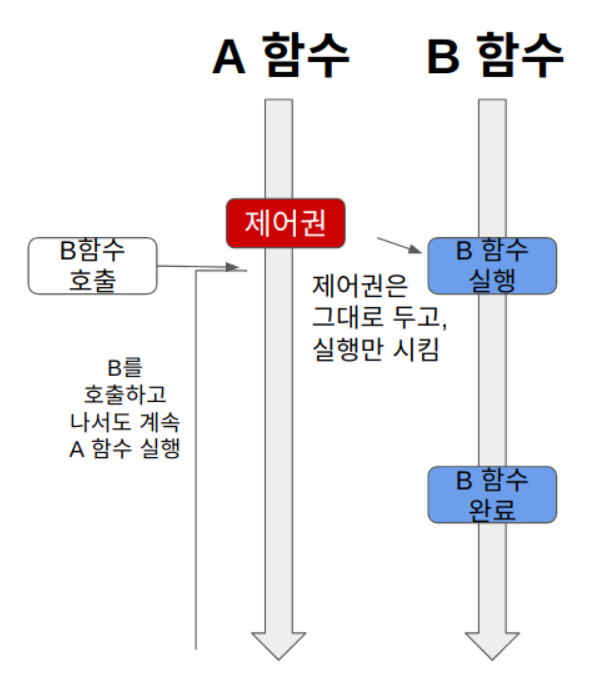 A 함수
B 함수
제어권
B함수
호출
B 함수
실행
제어권은
그대로 두고,
실행만 시킴
B를
호출하고
나서도 계속
A 함수 실행
B 함수
완료